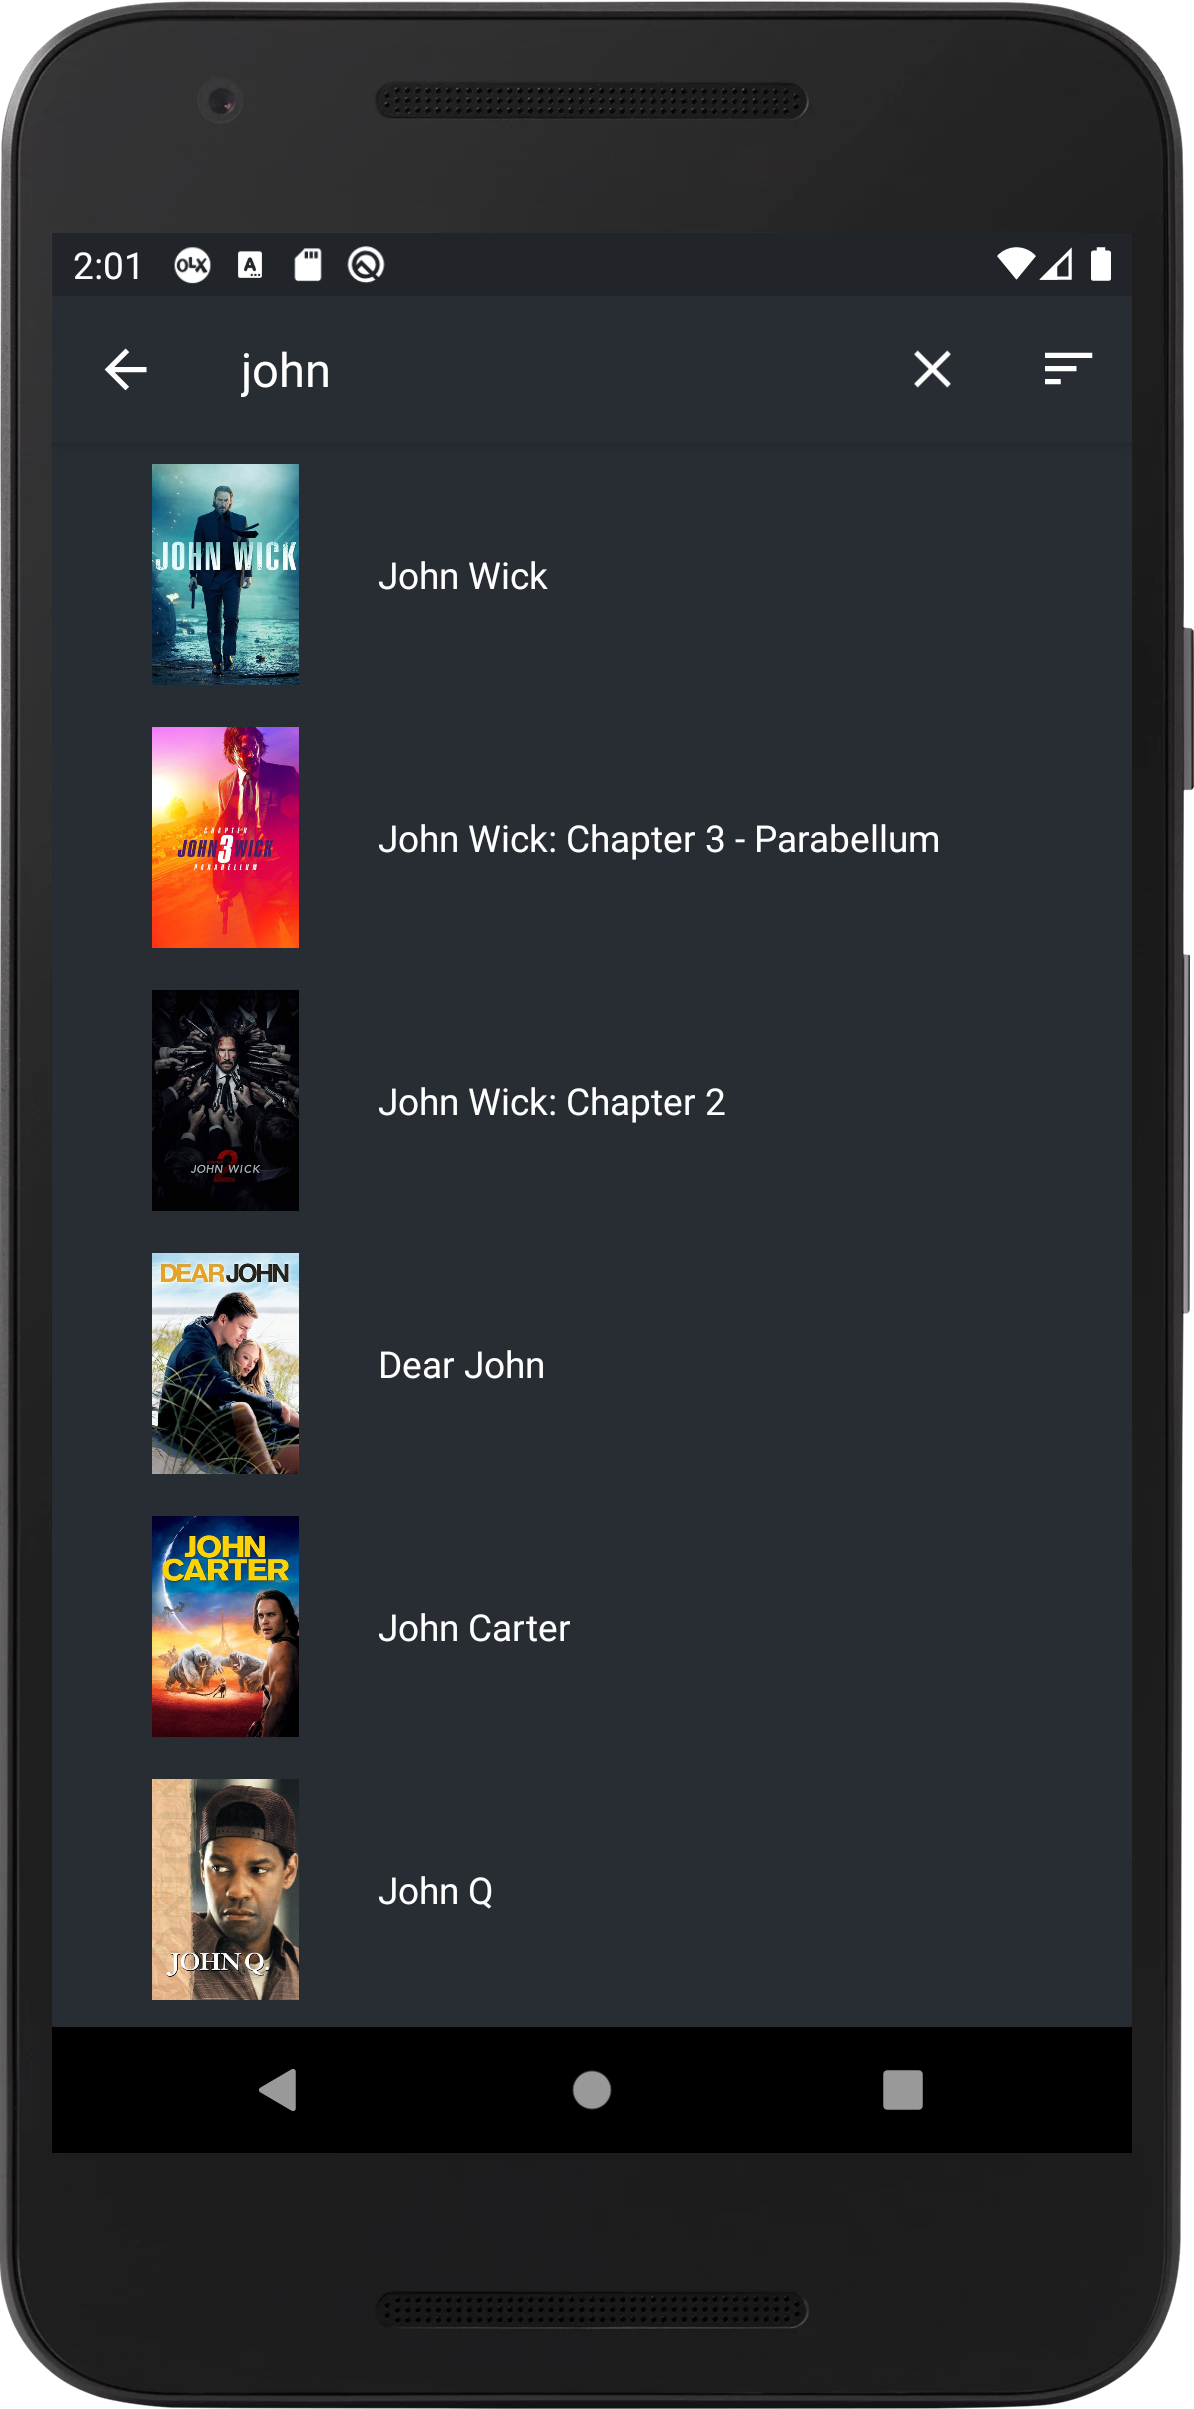 2:01 OLX A
john
JOHN WICK
John Wick
CHAPTER
JOHN 3 WICK
PARABELLUM
John Wick: Chapter 3 - Parabellum
2
JOHN WICK
John Wick: Chapter 2
DEAR JOHN
Dear John
JOHN
CARTER
John Carter
JOHN Q.
John Q